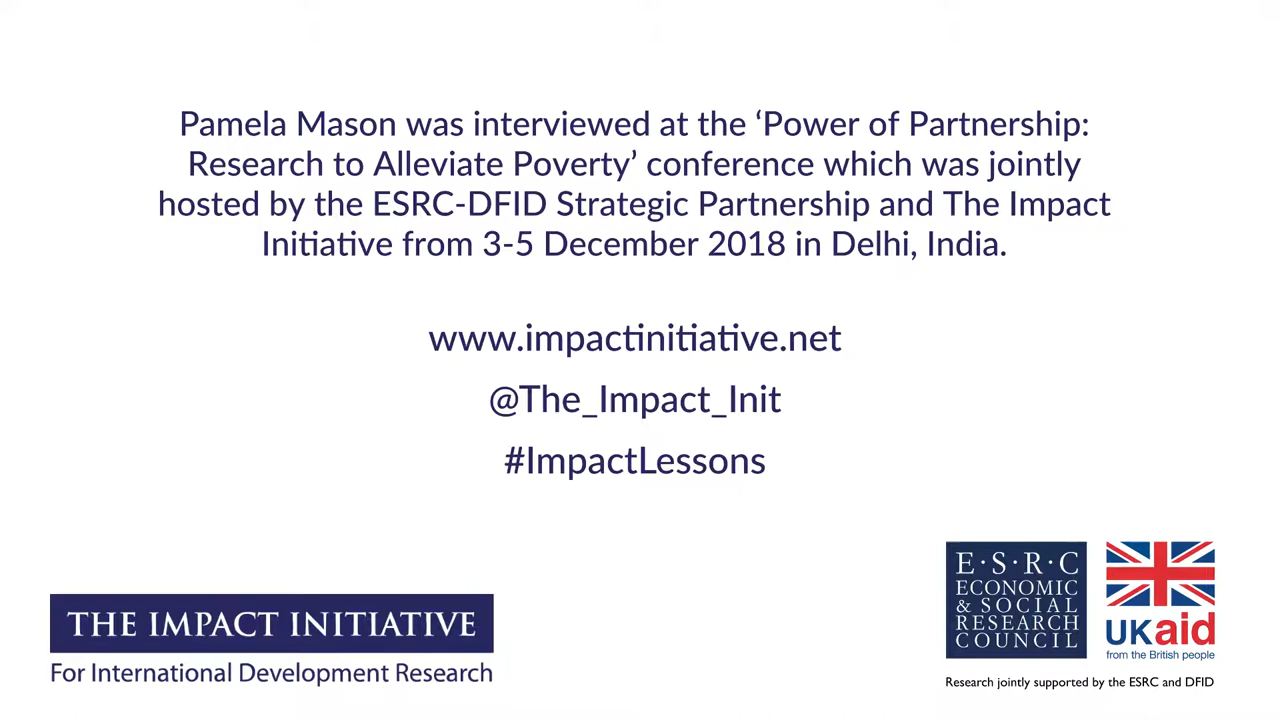 Pamela Mason was interviewed at the ‘Power of Partnership:
Research to Alleviate Poverty’ conference which was jointly
hosted by the ESRC-DFID Strategic Partnership and The Impact
Initiative from 3-5 December 2018 in Delhi, India.
www.impactinitiative.net
@The_Impact_Init
#ImpactLessons
THE IMPACT INITIATIVE
For International Development Research
E·S·R·C
ECONOMIC
& SOCIAL
RESEARCH
COUNCIL
UKaid
from the British people
Research jointly supported by the ESRC and DFID